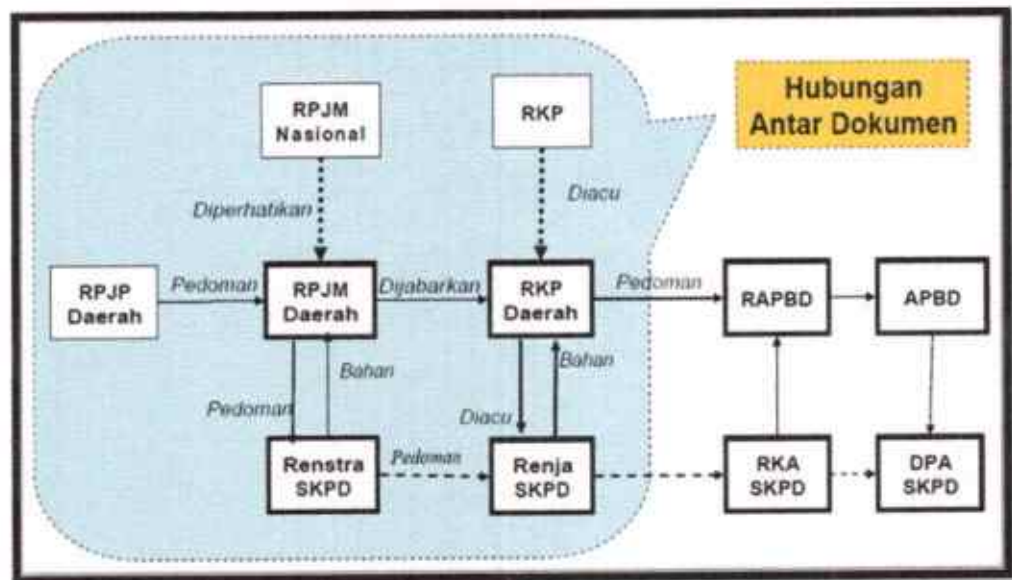 Hubungan
Antar Dokumen
RPJM
Nasional
RKP
Diperhatikan
Diacu
RPJP
Daerah
Pedoman
RPJM
Daerah
Dijabarkan
RKP
Daerah
Pedoman
RAPBD
APBD
Pedoman
Bahan
Diacu
Bahan
Renstra
SKPD
Pedoman
Renja
SKPD
RKA
SKPD
DPA
SKPD